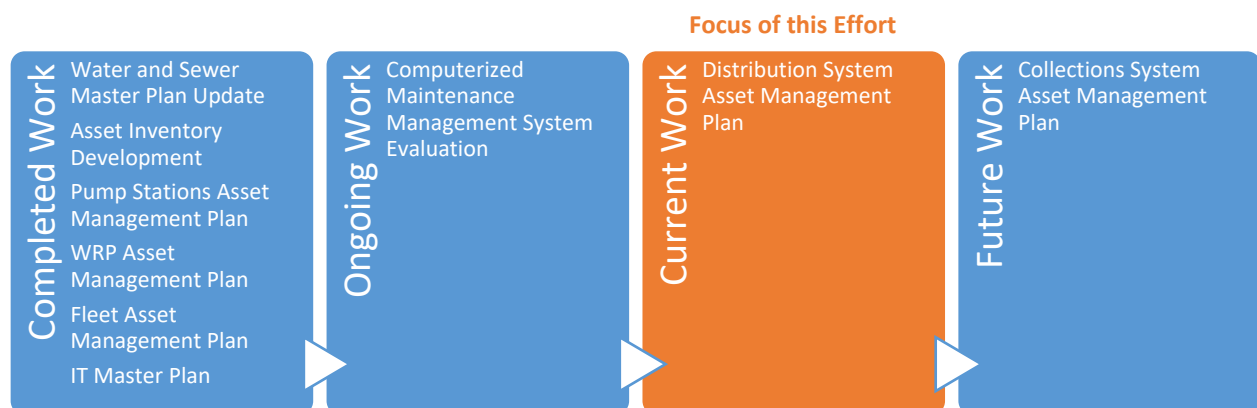 Focus of this Effort
Completed Work
Water and Sewer
Master Plan Update
Asset Inventory
Development
Pump Stations Asset
Management Plan
WRP Asset
Management Plan
Fleet Asset
Management Plan
IT Master Plan
Ongoing Work
Computerized
Maintenance
Management System
Evaluation
Current Work
Distribution System
Asset Management
Plan
Future Work
Collections System
Asset Management
Plan